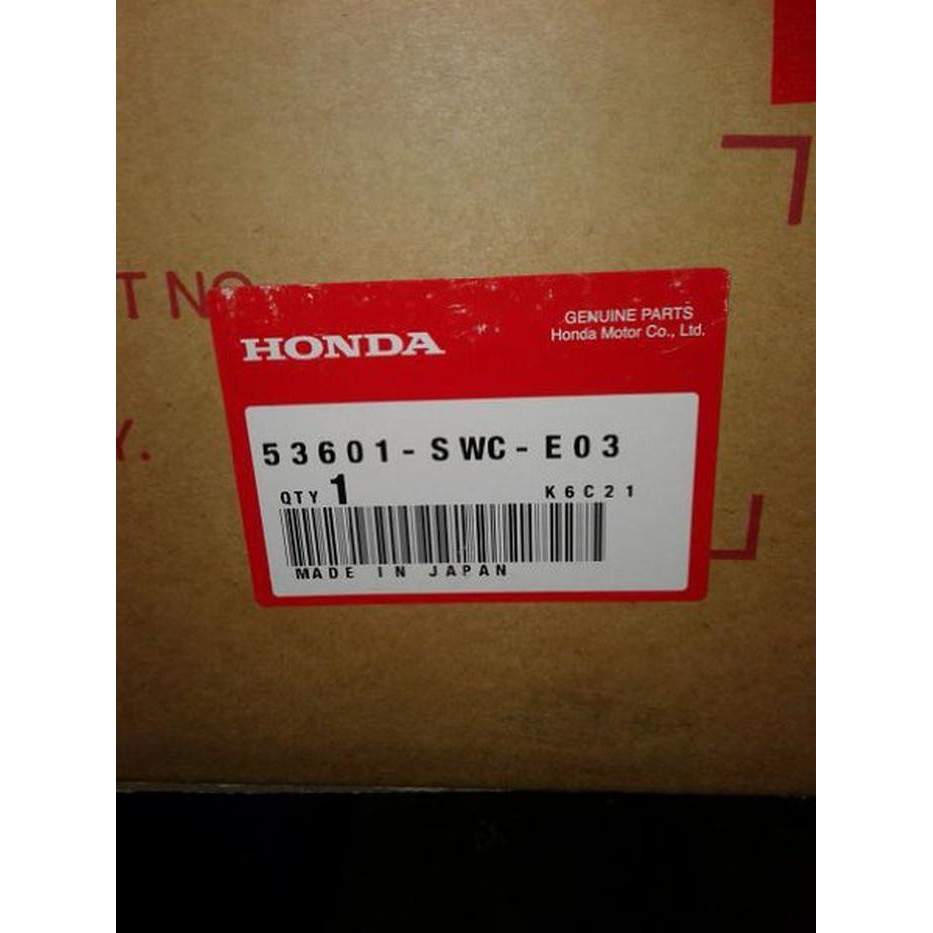 T NO
Y.
HONDA
GENUINE PARTS
Honda Motor Co., Ltd.
53601-SWC-E03
QTY 1
K6C21
MADE IN JAPAN